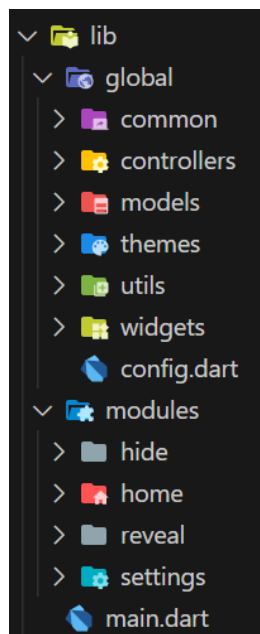 lib
global
common
controllers
models
themes
utils
widgets
config.dart
modules
hide
home
reveal
settings
main.dart